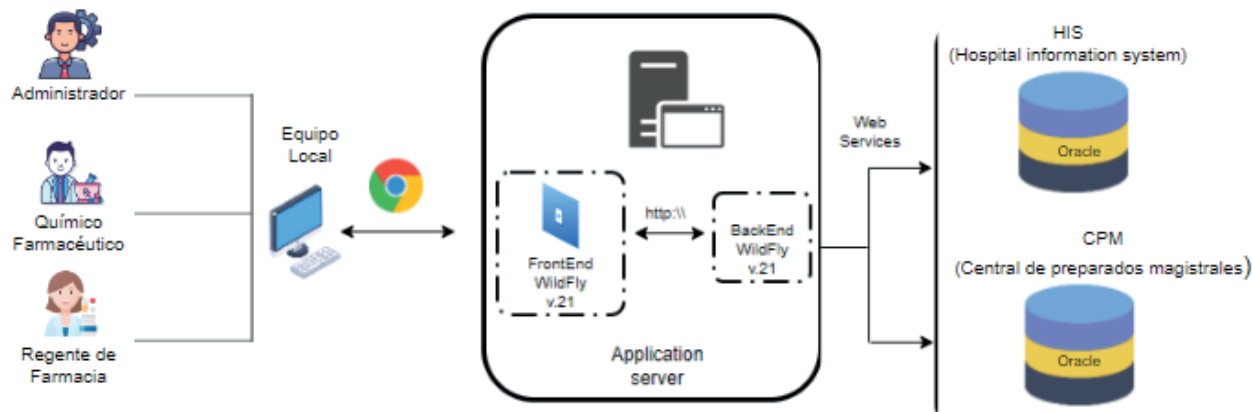 Administrador
Químico
Farmacéutico
Regente de
Farmacia
Equipo
Local
FrontEnd
WildFly
v.21
http:\\
BackEnd
WildFly
v.21
Application
server
Web
Services
HIS
(Hospital information system)
Oracle
CPM
(Central de preparados magistrales)
Oracle